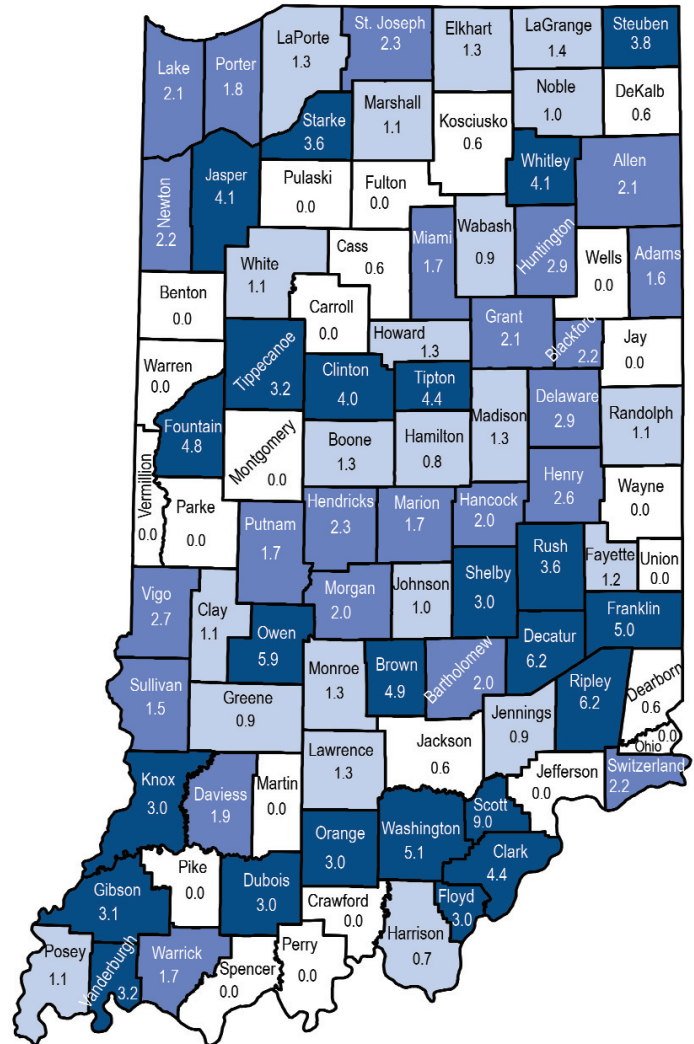 St. Joseph
2.3
Elkhart
1.3
LaGrange
1.4
Steuben
3.8
LaPorte
1.3
Lake
2.1
Porter
1.8
Noble
1.0
DeKalb
0.6
Marshall
1.1
Starke
3.6
Kosciusko
0.6
Whitley
4.1
Allen
2.1
Jasper
4.1
Pulaski
0.0
Fulton
0.0
Newton
2.2
Wabash
0.9
Huntington
2.9
Miami
1.7
Cass
0.6
Wells
0.0
Adams
1.6
White
1.1
Benton
0.0
Carroll
0.0
Grant
2.1
Blackford
2.2
Jay
0.0
Howard
1.3
Warren
0.0
Tippecanoe
3.2
Clinton
4.0
Tipton
4.4
Madison
1.3
Delaware
2.9
Randolph
1.1
Fountain
4.8
Montgomery
0.0
Boone
1.3
Hamilton
0.8
Henry
2.6
Wayne
0.0
Vermillion
0.0
Parke
0.0
Putnam
1.7
Hendricks
2.3
Marion
1.7
Hancock
2.0
Rush
3.6
Fayette
1.2
Union
0.0
Vigo
2.7
Clay
1.1
Morgan
2.0
Johnson
1.0
Shelby
3.0
Franklin
5.0
Owen
5.9
Decatur
6.2
Monroe
1.3
Brown
4.9
Bartholomew
2.0
Ripley
6.2
Dearborn
0.6
Sullivan
1.5
Greene
0.9
Jennings
0.9
Jackson
0.6
0.0
Ohio
Lawrence
1.3
Jefferson
0.0
Switzerland
2.2
Knox
3.0
Daviess
1.9
Martin
0.0
Scott
9.0
Orange
3.0
Washington
5.1
Clark
4.4
Gibson
3.1
Pike
0.0
Dubois
3.0
Crawford
0.0
Floyd
3.0
Harrison
0.7
Posey
1.1
Vanderburgh
3.2
Warrick
1.7
Spencer
0.0
Perry
0.0